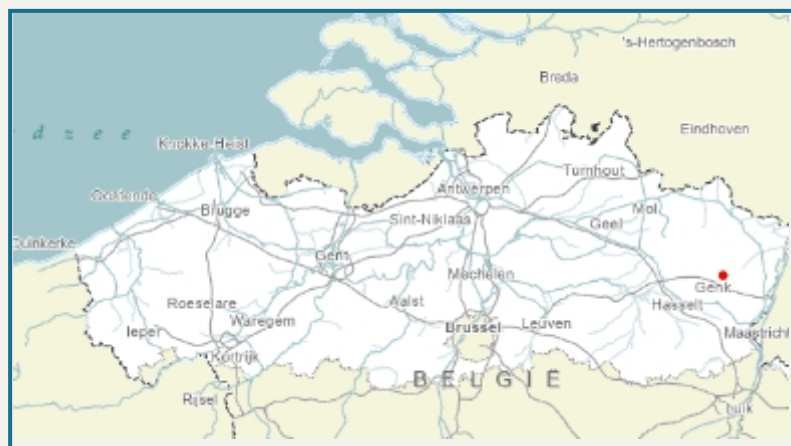 's-Hertogenbosch
Breda
Eindhoven
d z e e
Knokke-Heist
Turnhout
Antwerpen
Oostende
Mol
Brugge
Sint-Niklaas
Geel
Duinkerke
Gent
Mechelen
Genk
Roeselare
Aalst
Hasselt
Waregem
Ieper
Brussel
Leuven
Maastricht
Kortrijk
BELGIË
Rijsel
Luik